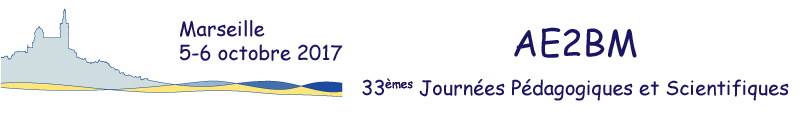 Marseille
5-6 octobre 2017
AE2BM
33èmes Journées Pédagogiques et Scientifiques